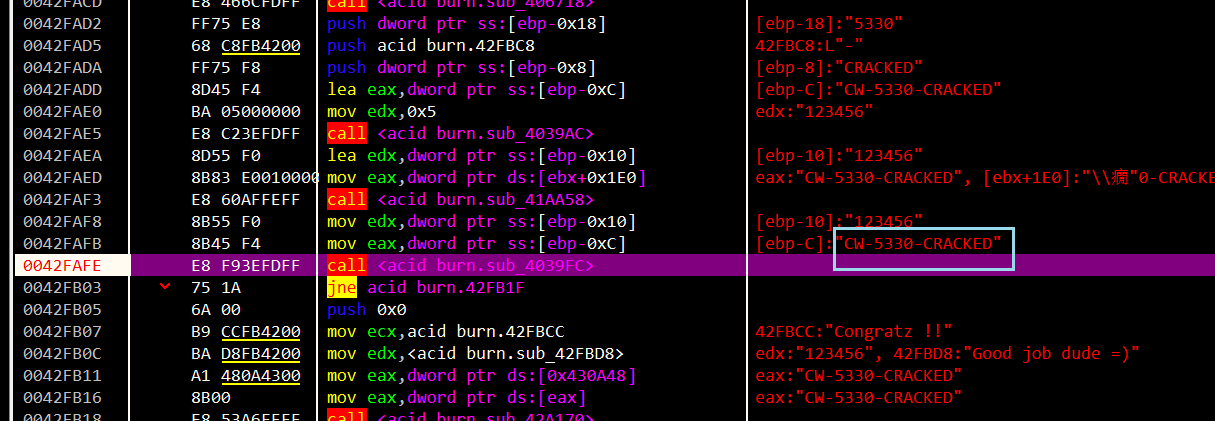 0042FACD E8 466CFDFF call <acid burn.sub_406718>
0042FAD2 FF75 E8 push dword ptr ss:[ebp-0x18] [ebp-18]:"5330"
0042FAD5 68 C8FB4200 push acid burn.42FBC8 42FBC8:L"-"
0042FADA FF75 F8 push dword ptr ss:[ebp-0x8] [ebp-8]:"CRACKED"
0042FADD 8D45 F4 lea eax,dword ptr ss:[ebp-0xC] [ebp-C]:"CW-5330-CRACKED"
0042FAE0 BA 05000000 mov edx,0x5 edx:"123456"
0042FAE5 E8 C23EFDFF call <acid burn.sub_4039AC>
0042FAEA 8D55 F0 lea edx,dword ptr ss:[ebp-0x10] [ebp-10]:"123456"
0042FAED 8B83 E0010000 mov eax,dword ptr ds:[ebx+0x1E0] eax:"CW-5330-CRACKED", [ebx+1E0]:"\\癎"0-CRACKE
0042FAF3 E8 60AFFEFF call <acid burn.sub_41AA58>
0042FAF8 8B55 F0 mov edx,dword ptr ss:[ebp-0x10] [ebp-10]:"123456"
0042FAFB 8B45 F4 mov eax,dword ptr ss:[ebp-0xC] [ebp-C]:"CW-5330-CRACKED"
0042FAFE E8 F93EFDFF call <acid burn.sub_4039FC>
0042FB03 75 1A jne acid burn.42FB1F
0042FB05 6A 00 push 0x0
0042FB07 B9 CCFB4200 mov ecx,acid burn.42FBCC 42FBCC:"Congratz !!"
0042FB0C BA D8FB4200 mov edx,<acid burn.sub_42FBD8> edx:"123456", 42FBD8:"Good job dude =)"
0042FB11 A1 480A4300 mov eax,dword ptr ds:[0x430A48] eax:"CW-5330-CRACKED"
0042FB16 8B00 mov eax,dword ptr ds:[eax] eax:"CW-5330-CRACKED"
0042FB18 E8 53A6FFFF call <acid burn.sub_42A170>